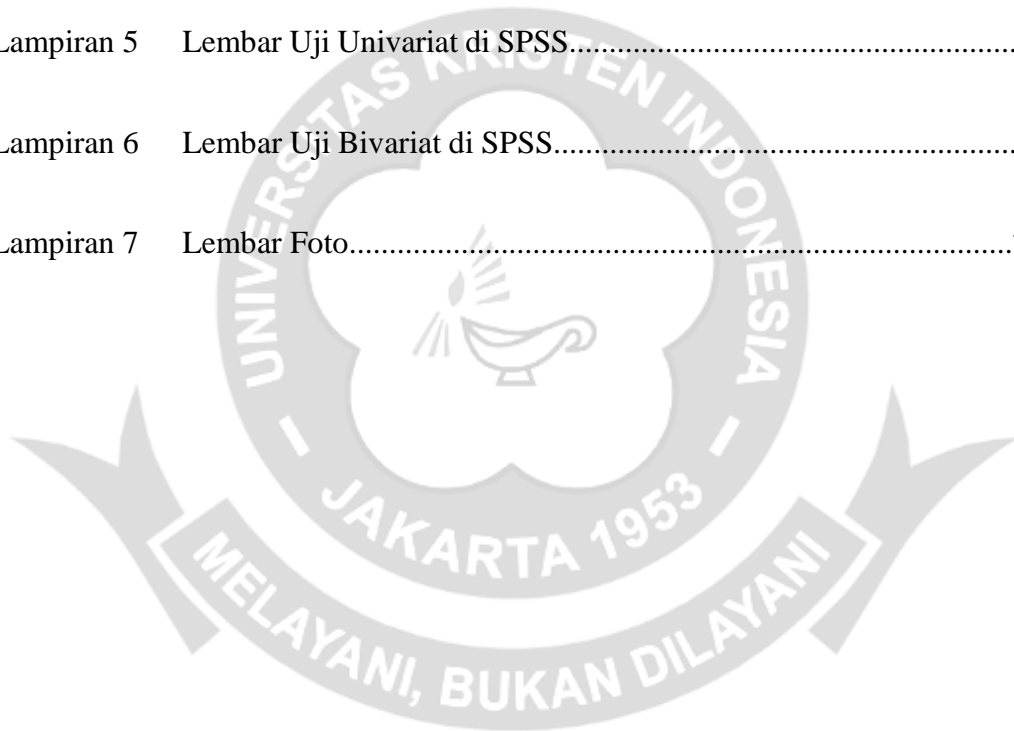 Lampiran 5 Lembar Uji Univariat di SPSS................................................................
Lampiran 6 Lembar Uji Bivariat di SPSS..................................................................
Lampiran 7 Lembar Foto....................................................................................
UNIVERSITAS KRISTEN INDONESIA
JAKARTA 1953
MELAYANI, BUKAN DILAYANI